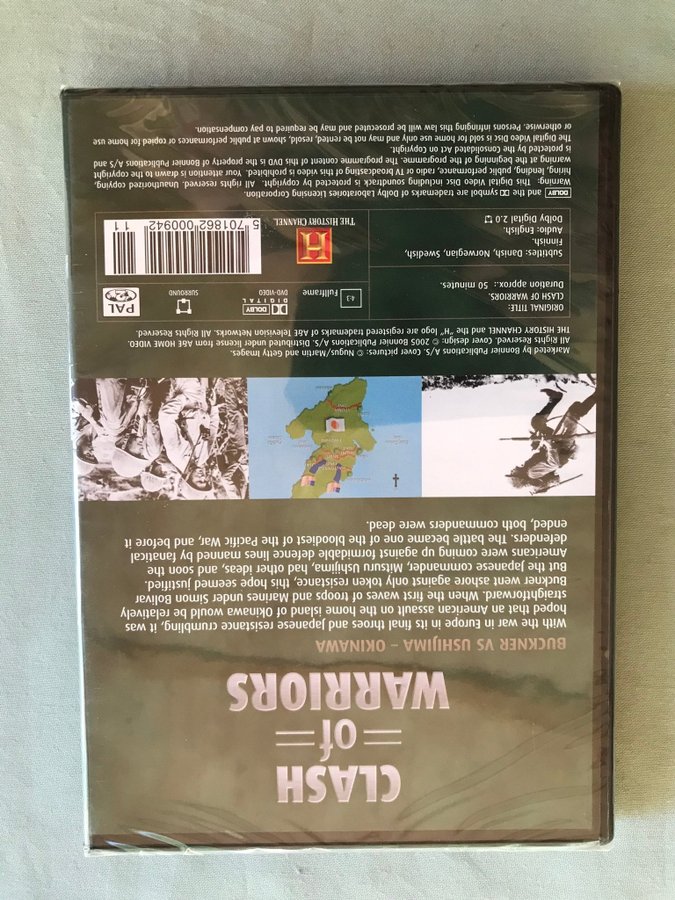 CLASH
OF
WARRIORS
BUCKNER VS USHIJIMA – OKINAWA
With the war in Europe in its final throes and Japanese resistance crumbling, it was
hoped that an American assault on the home island of Okinawa would be relatively
straightforward. When the first waves of troops and Marines under Simon Bolivar
Buckner went ashore against only token resistance, this hope seemed justified.
But the Japanese commander, Mitsuru Ushijima, had other ideas, and soon the
Americans were coming up against formidable defence lines manned by fanatical
defenders. The battle became one of the bloodiest of the Pacific War, and before it
ended, both commanders were dead.
Marketed by Bonnier Publications A/S. Cover pictures: © Nugus/Martin and Getty Images.
All Rights Reserved. Cover design: © 2005 Bonnier Publications A/S. Distributed under license from A&E HOME VIDEO.
THE HISTORY CHANNEL and the "H" logo are registered trademarks of A&E Television Networks. All Rights Reserved.
ORIGINAL TITLE:
CLASH OF WARRIORS.
Duration approx. 50 minutes.
Subtitles: Danish, Norwegian, Swedish,
Finnish
Audio: English.
Dolby Digital 2.0
4:3
Fullframe
DVD-VIDEO
DOLBY
DIGITAL
SURROUND
PAL
H
THE HISTORY CHANNEL
5 701862 000942
11
DOLBY and the DD symbol are trademarks of Dolby Laboratories Licensing Corporation.
Warning: This Digital Video Disc including soundtrack is protected by copyright. All rights reserved. Unauthorized copying,
hiring, lending, public performance, radio or TV broadcasting of this video is prohibited. Your attention is drawn to the copyright
warning at the beginning of the programme. The programme content of this DVD is the property of Bonnier Publications A/S and
is protected by the Consolidated Act on Copyright.
The Digital Video Disc is sold for home use only and may not be rented, resold, shown at public performances or copied for home use
or otherwise. Persons infringing this law will be prosecuted and may be required to pay compensation.